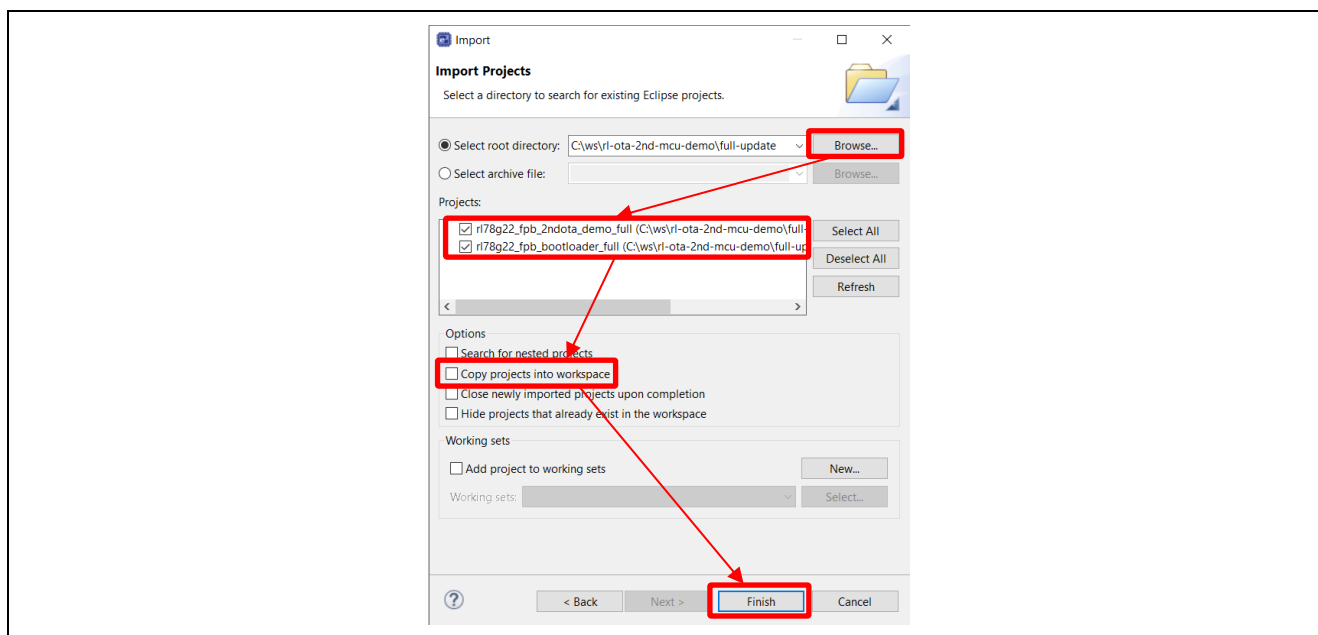 Import
Import Projects
Select a directory to search for existing Eclipse projects.
Select root directory: C:\ws\rl-ota-2nd-mcu-demo\full-update Browse...
Select archive file: Browse...
Projects:
rl78g22_fpb_2ndota_demo_full (C:\ws\rl-ota-2nd-mcu-demo\full- Select All
rl78g22_fpb_bootloader_full (C:\ws\rl-ota-2nd-mcu-demo\full-up
Deselect All
Refresh
Options
Search for nested projects
Copy projects into workspace
Close newly imported projects upon completion
Hide projects that already exist in the workspace
Working sets
Add project to working sets New...
Working sets: Select...
? < Back Next > Finish Cancel